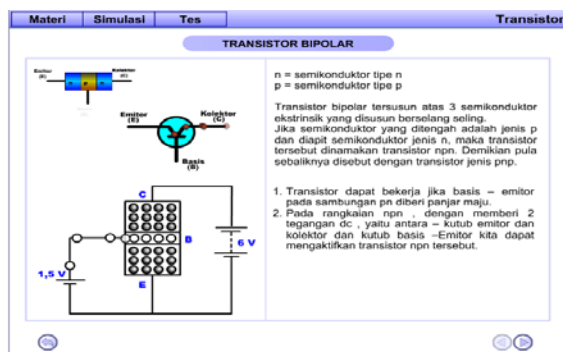 Materi Simulasi Tes Transistor
TRANSISTOR BIPOLAR
Emitor Kolektor
(E) (C)
n p n
Emitor Kolektor
(E) (C)
Basis
(B)
C
B
E
1,5 V
6 V
n = semikonduktor tipe n
p = semikonduktor tipe p
Transistor bipolar tersusun atas 3 semikonduktor
ekstrinsik yang disusun berselang seling.
Jika semikonduktor yang ditengah adalah jenis p
dan diapit semikonduktor jenis n, maka transistor
tersebut dinamakan transistor npn. Demikian pula
sebaliknya disebut dengan transistor jenis pnp.
1. Transistor dapat bekerja jika basis – emitor
pada sambungan pn diberi panjar maju.
2. Pada rangkaian npn , dengan memberi 2
tegangan dc , yaitu antara – kutub emitor dan
kolektor dan kutub basis –Emitor kita dapat
mengaktifkan transistor npn tersebut.